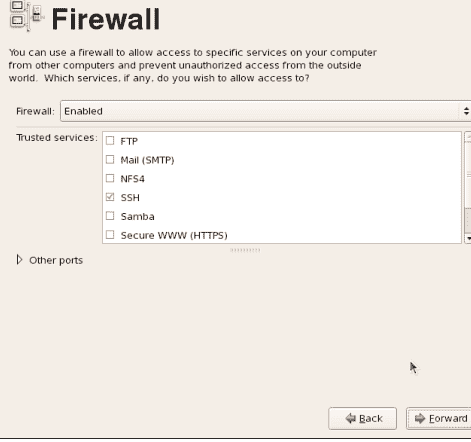 Firewall
You can use a firewall to allow access to specific services on your computer
from other computers and prevent unauthorized access from the outside
world. Which services, if any, do you wish to allow access to?
Firewall: Enabled
Trusted services:
FTP
Mail (SMTP)
NFS4
SSH
Samba
Secure WWW (HTTPS)
Other ports
Back Forward